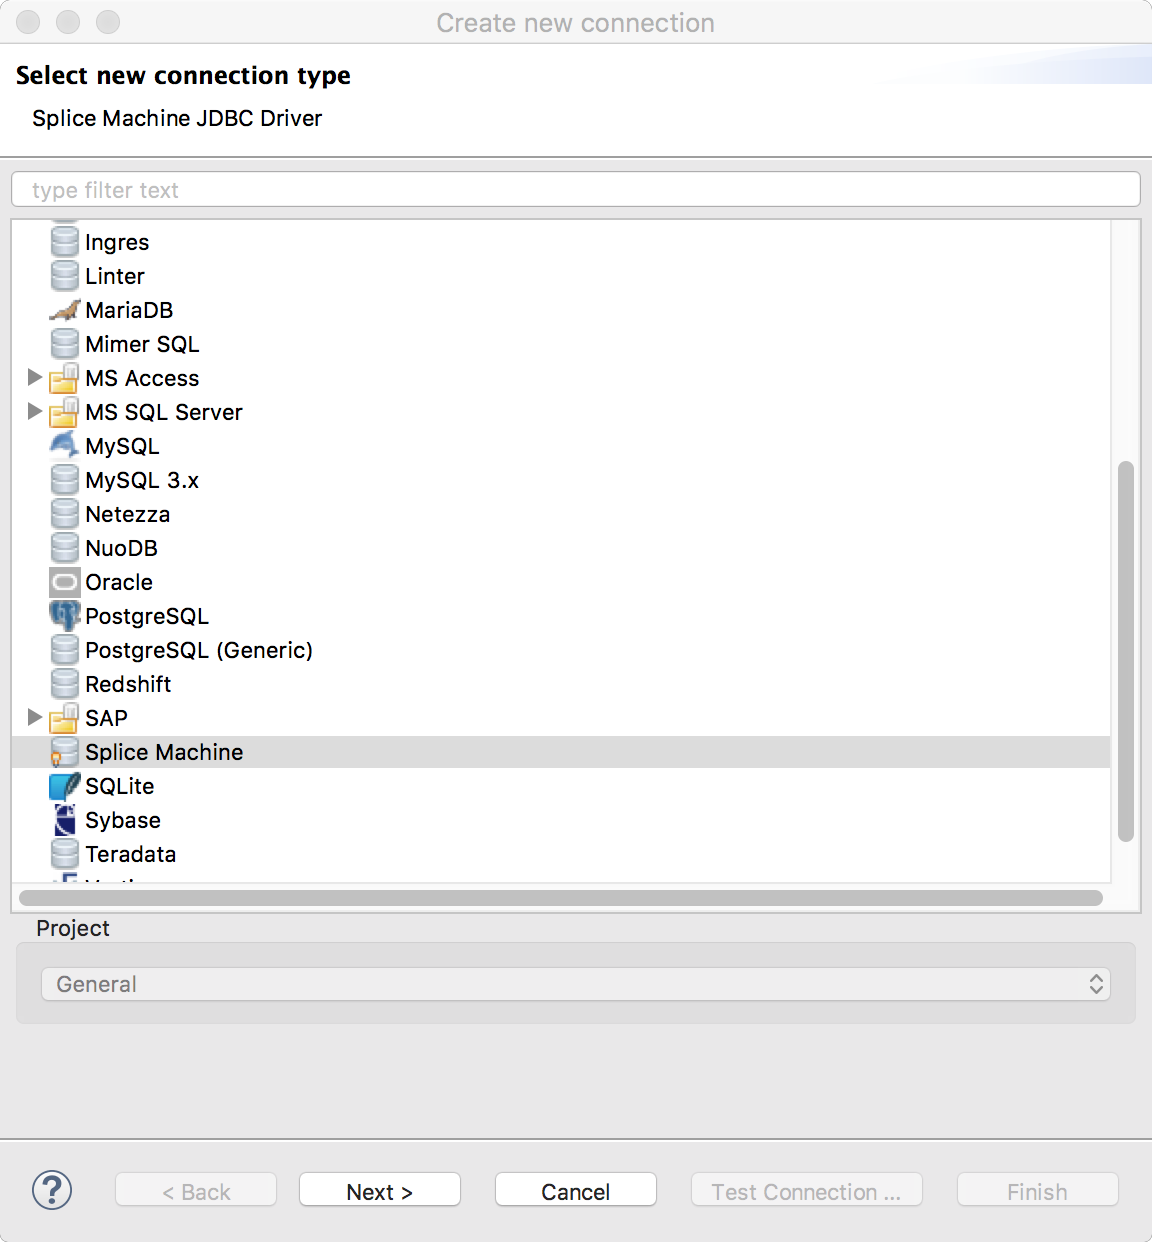 Create new connection
Select new connection type
Splice Machine JDBC Driver
type filter text
Ingres
Linter
MariaDB
Mimer SQL
MS Access
MS SQL Server
MySQL
MySQL 3.x
Netezza
NuoDB
Oracle
PostgreSQL
PostgreSQL (Generic)
Redshift
SAP
Splice Machine
SQLite
Sybase
Teradata
Project
General
?
< Back
Next >
Cancel
Test Connection ...
Finish